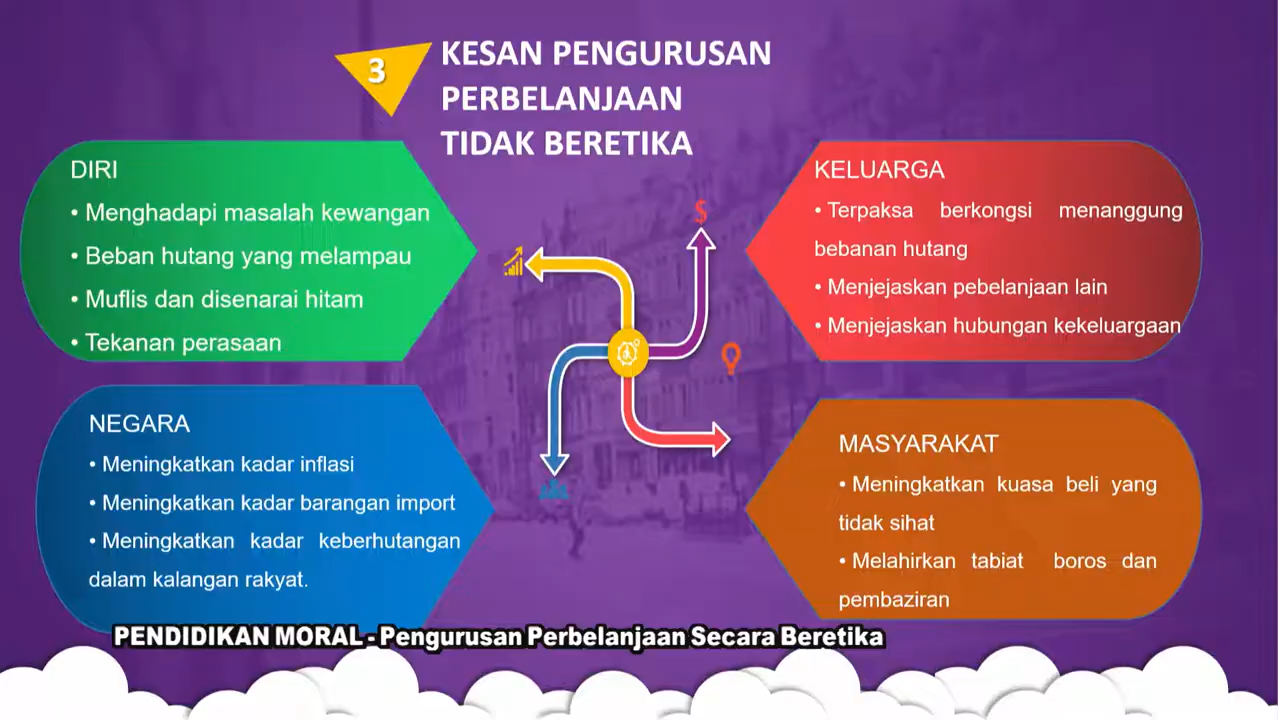 3
KESAN PENGURUSAN
PERBELANJAAN
TIDAK BERETIKA
DIRI
• Menghadapi masalah kewangan
• Beban hutang yang melampau
• Muflis dan disenarai hitam
• Tekanan perasaan
KELUARGA
• Terpaksa berkongsi menanggung
bebanan hutang
• Menjejaskan pebelanjaan lain
• Menjejaskan hubungan kekeluargaan
$
NEGARA
• Meningkatkan kadar inflasi
• Meningkatkan kadar barangan import
• Meningkatkan kadar keberhutangan
dalam kalangan rakyat.
MASYARAKAT
• Meningkatkan kuasa beli yang
tidak sihat
• Melahirkan tabiat boros dan
pembaziran
PENDIDIKAN MORAL - Pengurusan Perbelanjaan Secara Beretika